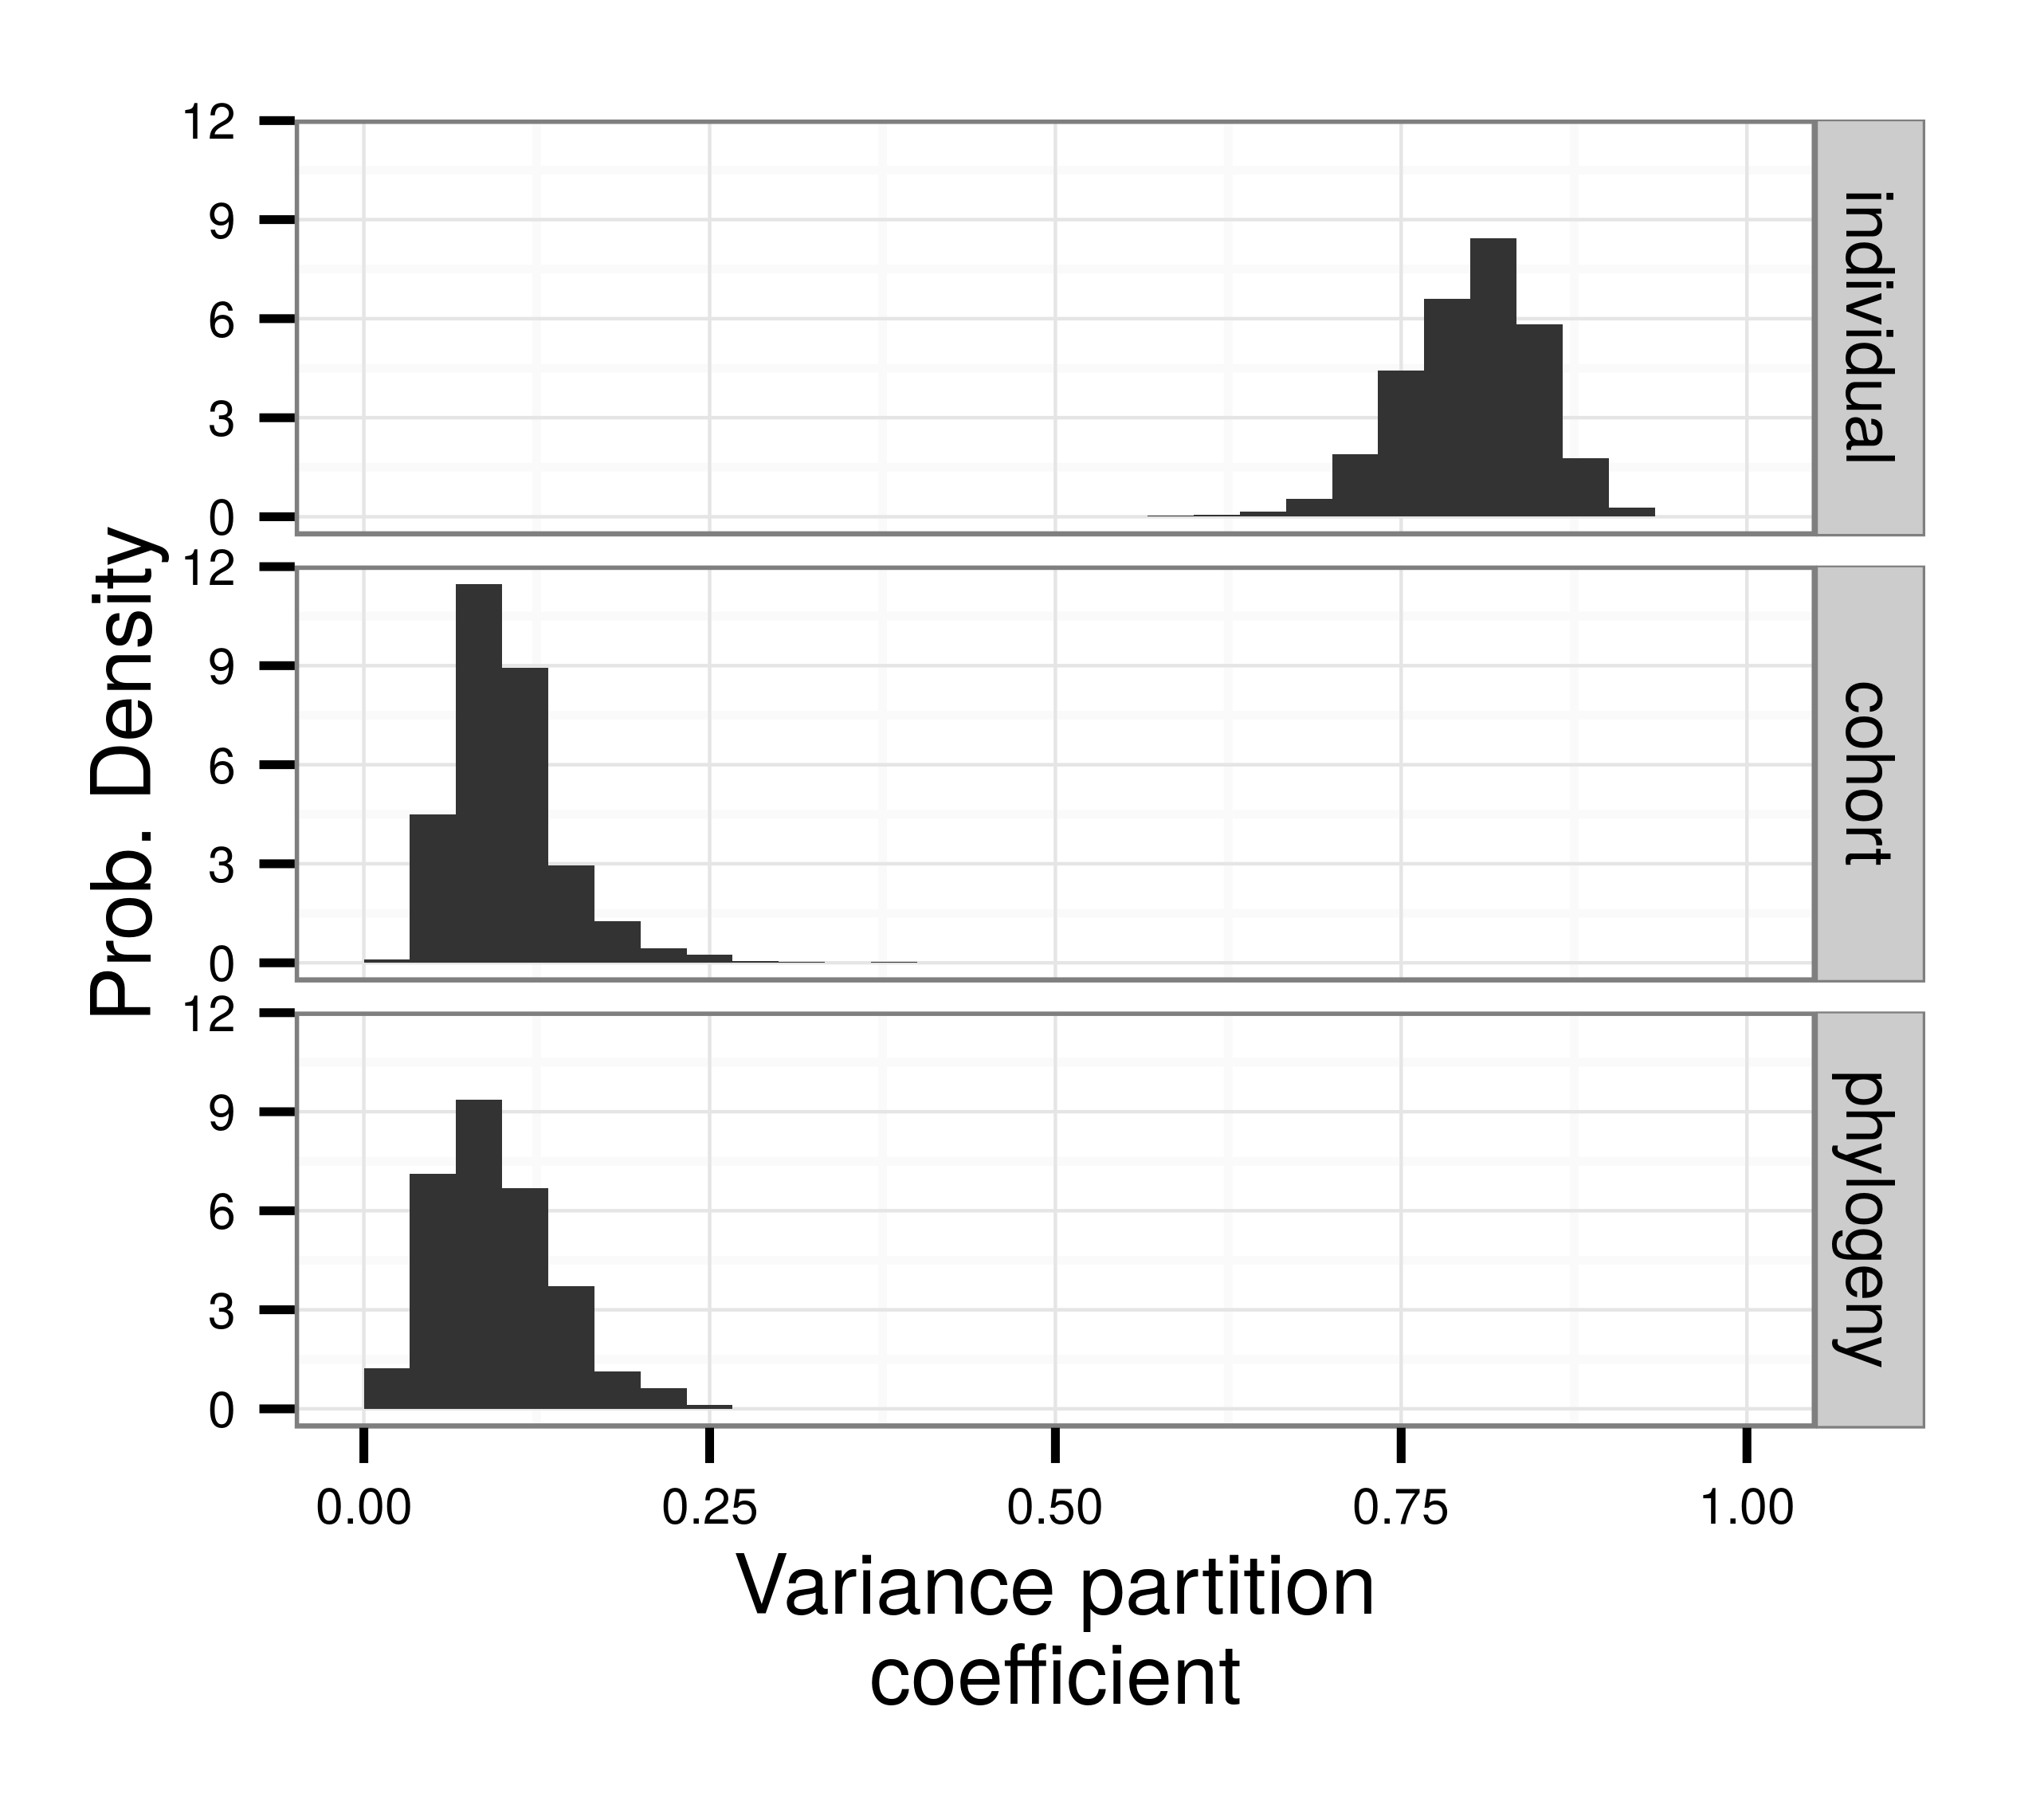 Prob. Density
12
9
6
3
0
individual
12
9
6
3
0
cohort
12
9
6
3
0
phylogeny
0.00 0.25 0.50 0.75 1.00
Variance partition
coefficient